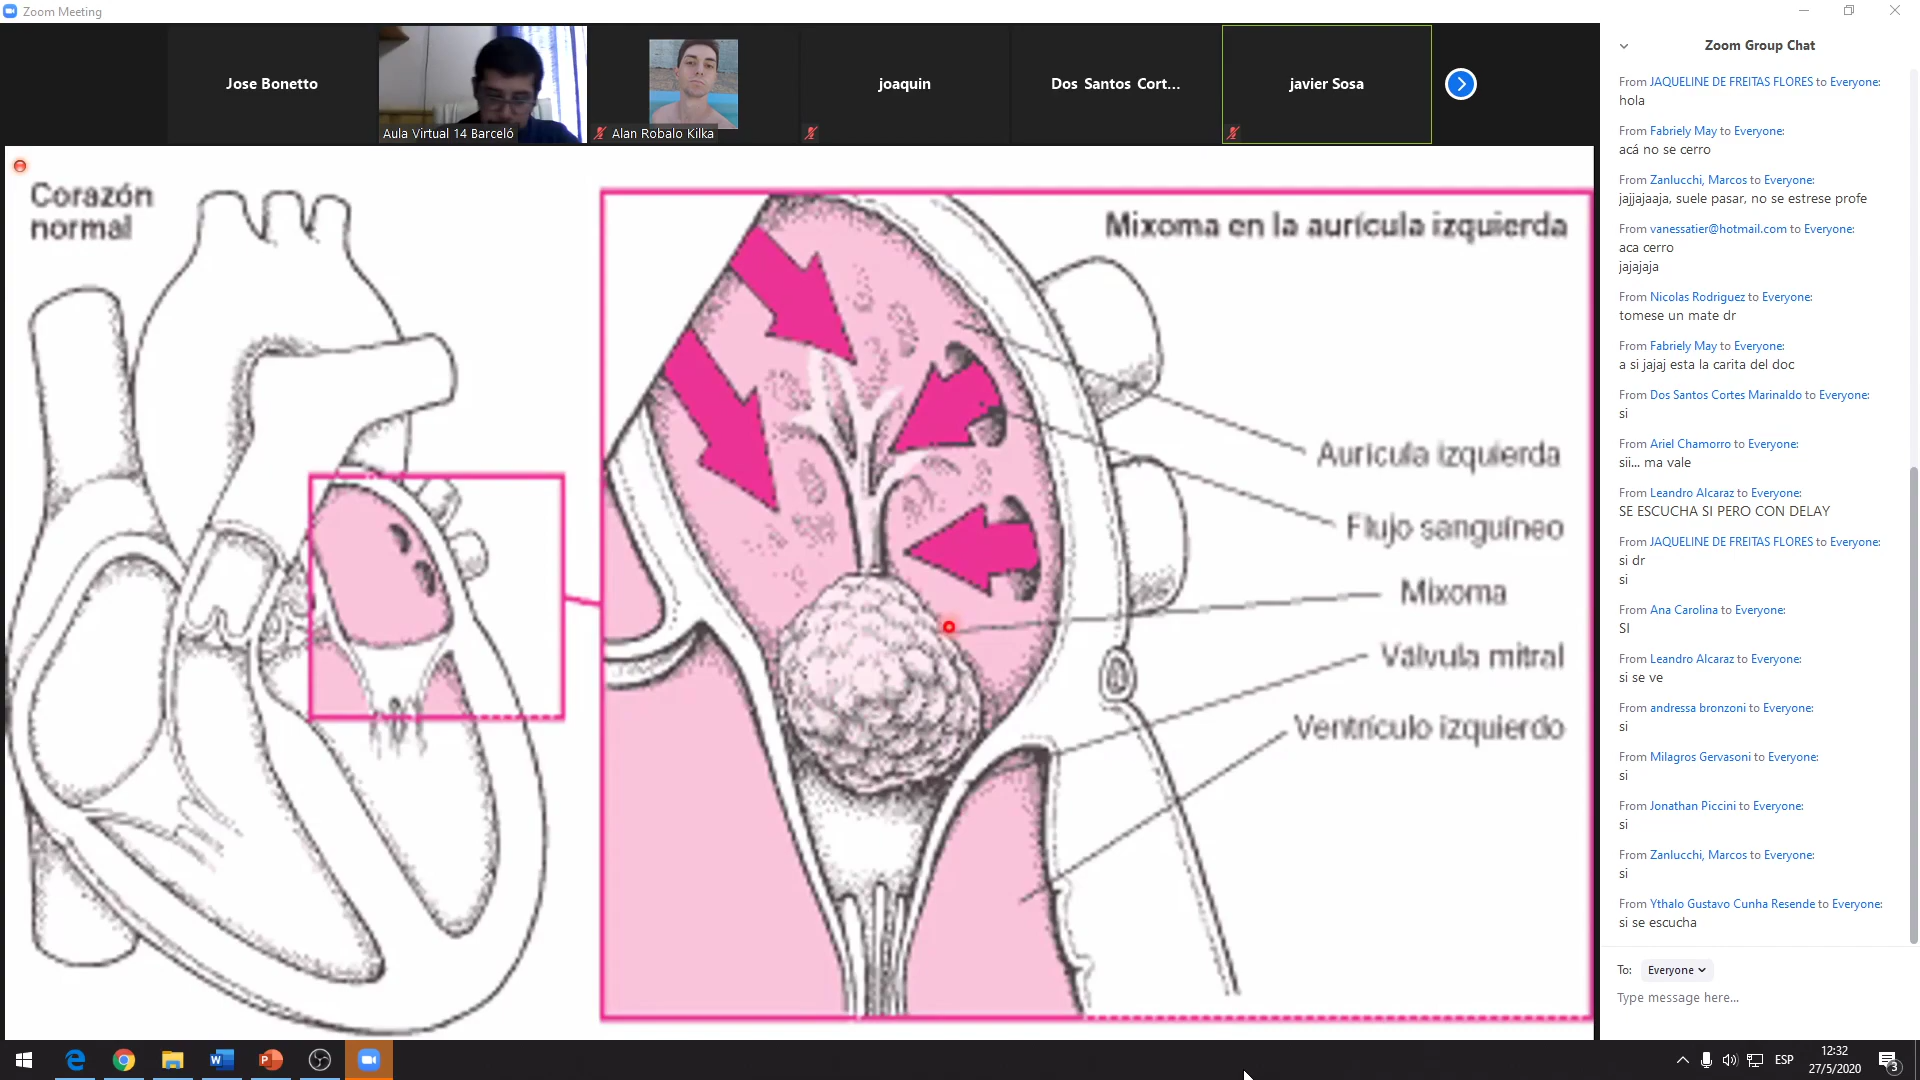 Zoom Meeting
Jose Bonetto
Aula Virtual 14 Barceló
Alan Robalo Kilka
joaquin
Dos Santos Cort...
javier Sosa
Corazón
normal
Mixoma en la aurícula izquierda
Aurícula izquierda
Flujo sanguíneo
Mixoma
Válvula mitral
Ventrículo izquierdo
Zoom Group Chat
From JAQUELINE DE FREITAS FLORES to Everyone:
hola
From Fabriely May to Everyone:
acá no se cerro
From Zanlucchi, Marcos to Everyone:
jajjajaaja, suele pasar, no se estrese profe
From vanessatier@hotmail.com to Everyone:
aca cerro
jajajaja
From Nicolas Rodriguez to Everyone:
tomese un mate dr
From Fabriely May to Everyone:
a si jajaj esta la carita del doc
From Dos Santos Cortes Marinaldo to Everyone:
si
From Ariel Chamorro to Everyone:
sii... ma vale
From Leandro Alcaraz to Everyone:
SE ESCUCHA SI PERO CON DELAY
From JAQUELINE DE FREITAS FLORES to Everyone:
si dr
si
From Ana Carolina to Everyone:
SI
From Leandro Alcaraz to Everyone:
si se ve
From andressa bronzoni to Everyone:
si
From Milagros Gervasoni to Everyone:
si
From Jonathan Piccini to Everyone:
si
From Zanlucchi, Marcos to Everyone:
si
From Ythalo Gustavo Cunha Resende to Everyone:
si se escucha
To: Everyone
Type message here...
ESP
12:32
27/5/2020
3